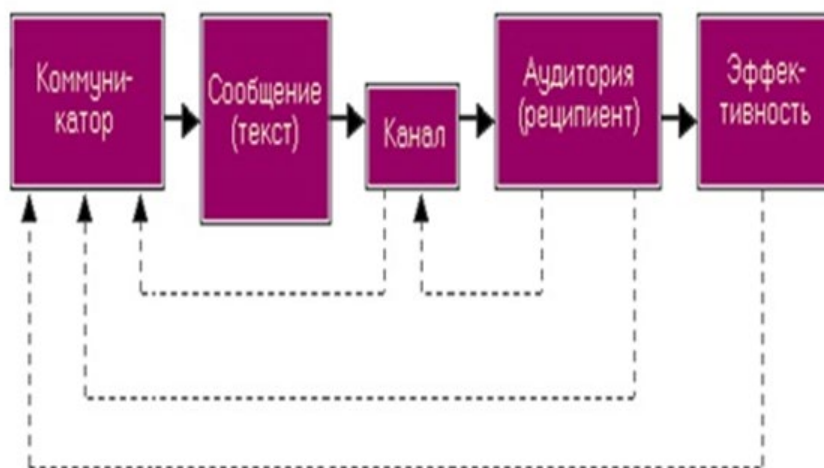 Коммуни-
катор
Сообщение
(текст)
Канал
Аудитория
(реципиент)
Эффек-
тивность